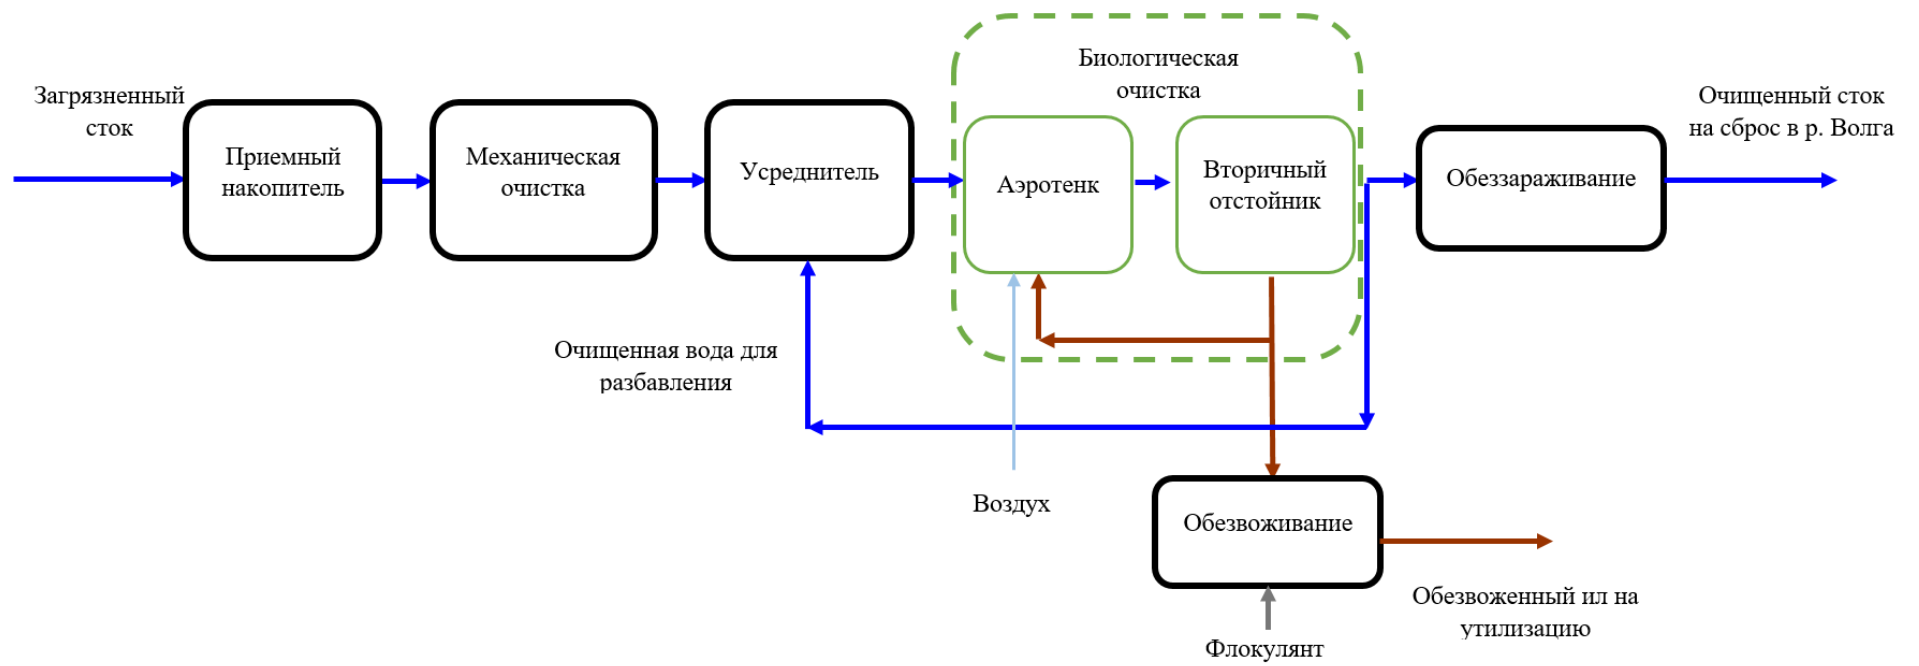 Биологическая
очистка
Загрязненный
сток
Очищенный сток
на сброс в р. Волга
Приемный
накопитель
Механическая
очистка
Усреднитель
Аэротенк
Вторичный
отстойник
Обеззараживание
Очищенная вода для
разбавления
Воздух
Обезвоживание
Обезвоженный ил на
утилизацию
Флокулянт